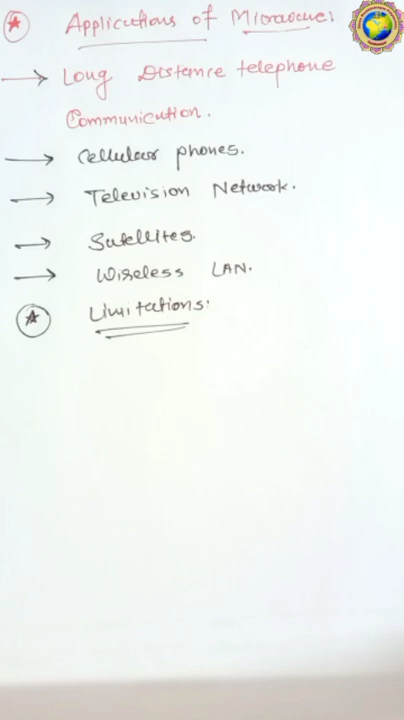 Applications of Microwave:
→ Long Distance telephone
Communication.
→ Cellular phones.
→ Television Network.
→ Satellites.
→ Wireless LAN.
Limitations: